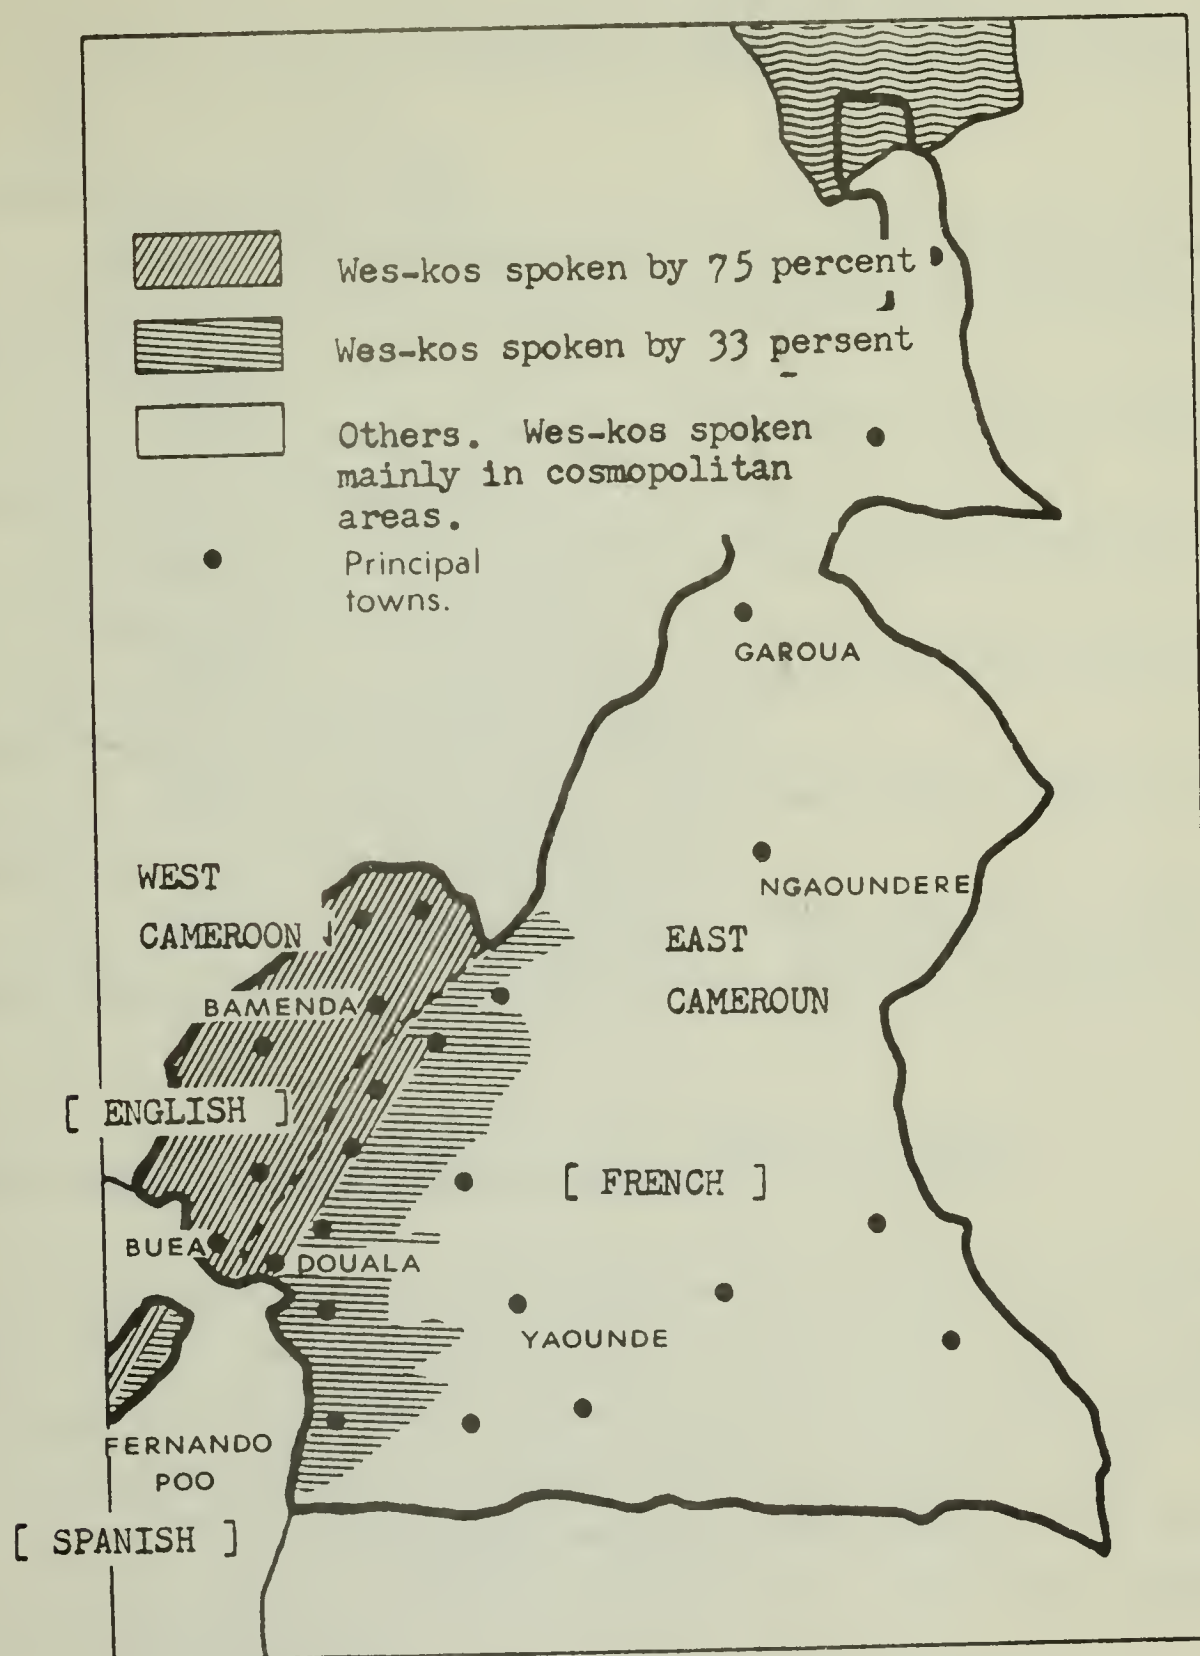 Wes-kos spoken by 75 percent
Wes-kos spoken by 33 persent
Others. Wes-kos spoken
mainly in cosmopolitan
areas.
Principal
towns.
GAROUA
NGAOUNDERE
WEST
CAMEROON
EAST
CAMEROUN
BAMENDA
[ ENGLISH ]
[ FRENCH ]
BUEA
DOUALA
YAOUNDE
FERNANDO
POO
[ SPANISH ]